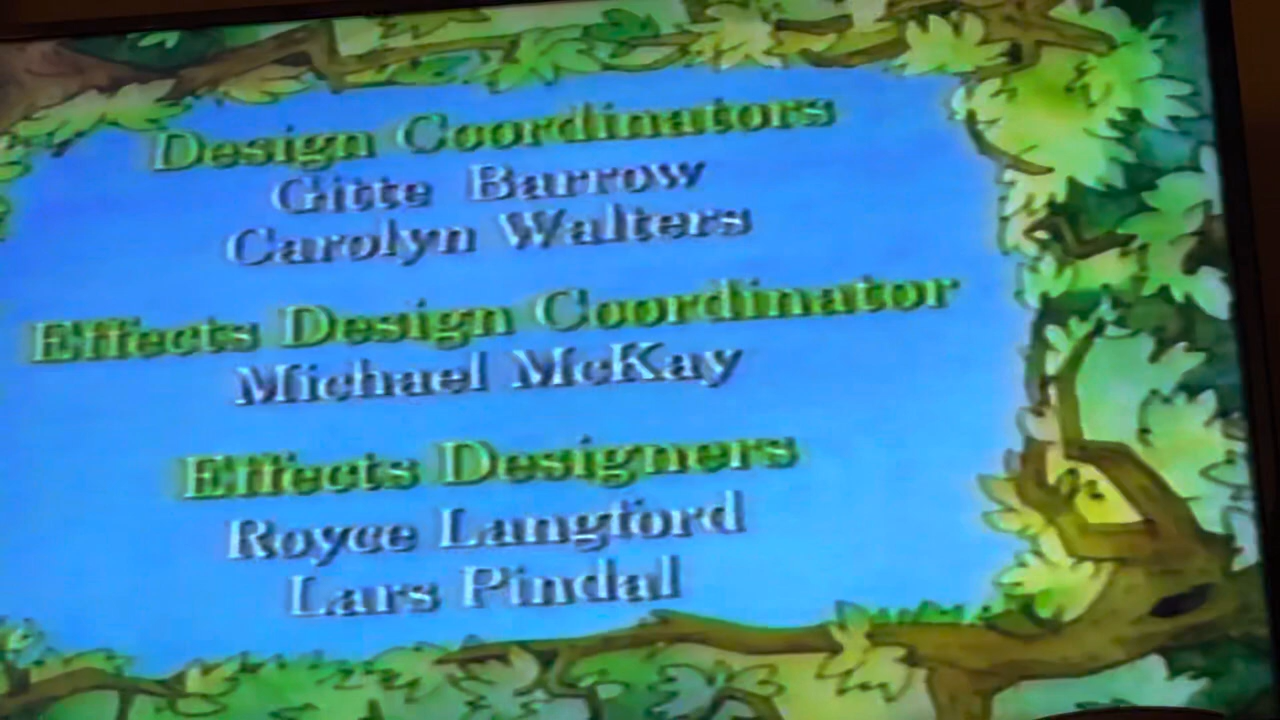 Design Coordinators
Gitte Barrow
Carolyn Walters
Effects Design Coordinator
Michael McKay
Effects Designers
Royce Langford
Lars Pindal